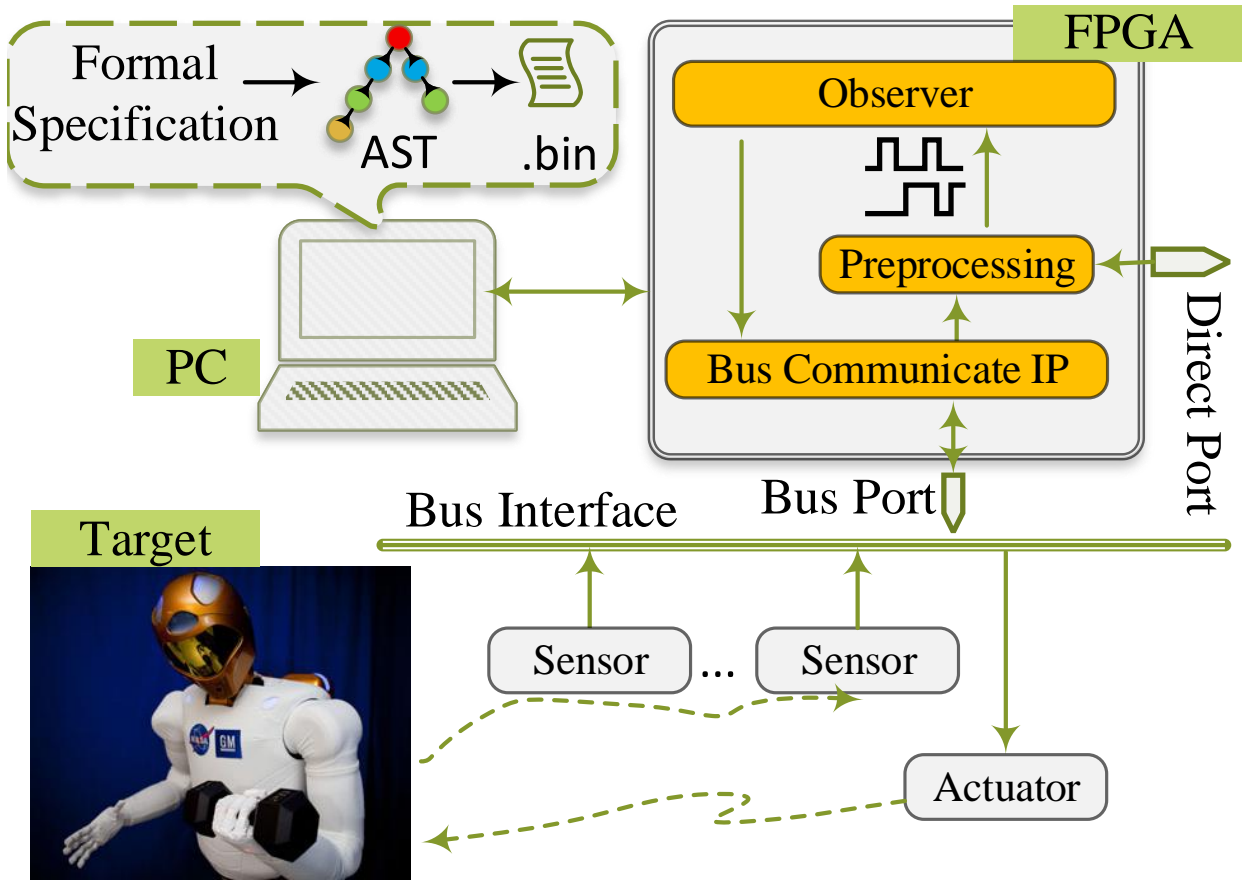 FPGA
Formal
Specification
AST
.bin
Observer
Preprocessing
Bus Communicate IP
PC
Direct Port
Bus Port
Bus Interface
Target
Sensor
...
Sensor
Actuator
NASA
GM